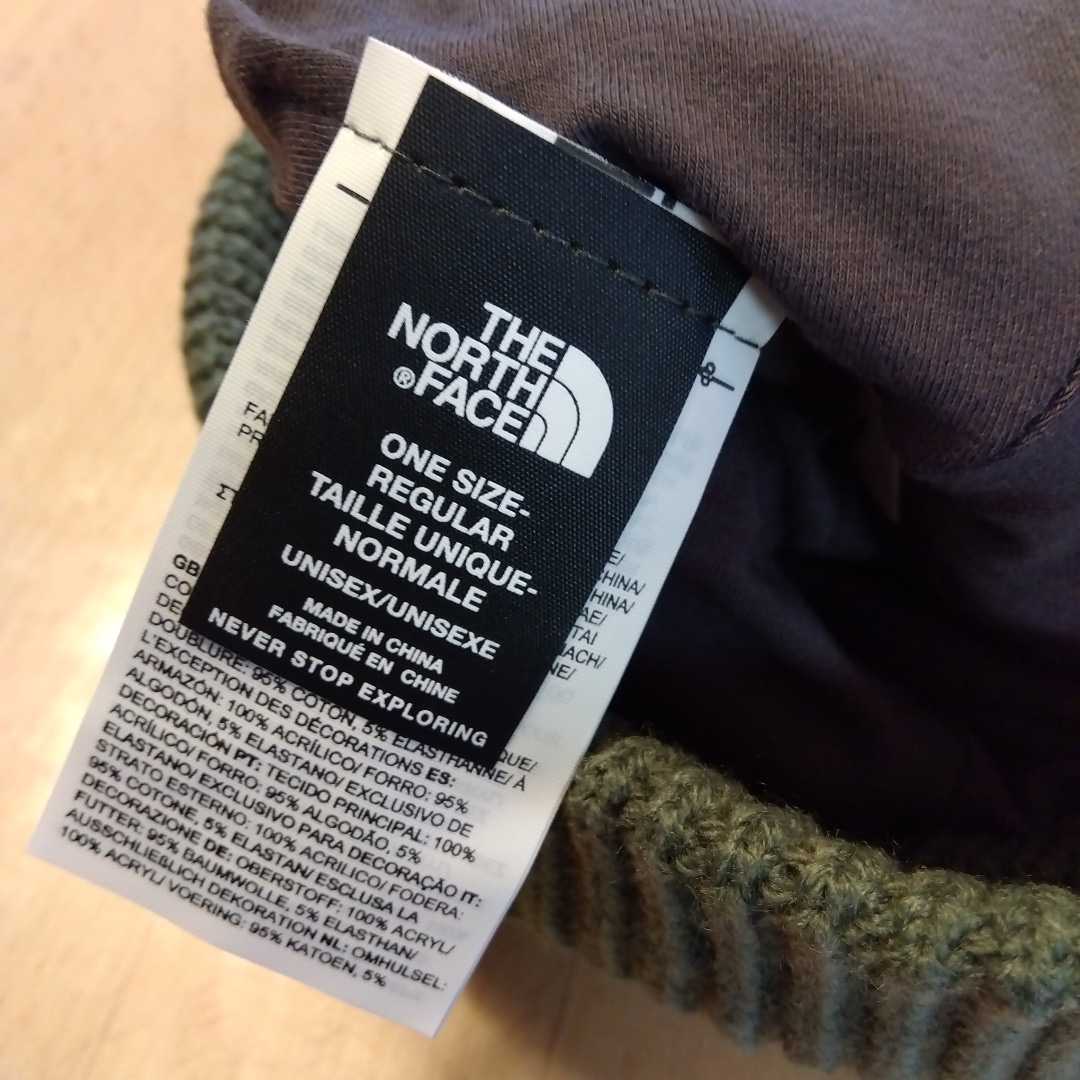 THE
NORTH
®FACE
ONE SIZE-
REGULAR
TAILLE UNIQUE-
NORMALE
UNISEX/UNISEXE
MADE IN CHINA
FABRIQUÉ EN CHINE
NEVER STOP EXPLORING
GB
DOUBLURE: 95% COTON, 5% ELASTHANNE/ À
L'EXCEPTION DES DÉCORATIONS ES:
ARMAZÓN: 100% ACRÍLICO/ FORRO: 95%
ALGODÓN, 5% ELASTANO/ EXCLUSIVO DE
DECORACIÓN PT: TECIDO PRINCIPAL: 100%
ACRÍLICO/ FORRO: 95% ALGODÃO, 5%
ELASTANO/ EXCLUSIVO PARA DECORAÇÃO IT:
STRATO ESTERNO: 100% ACRILICO/ FODERA:
95% COTONE, 5% ELASTAN/ ESCLUSA LA
DECORAZIONE DE: OBERSTOFF: 100% ACRYL/
FUTTER: 95% BAUMWOLLE, 5% ELASTHAN/
AUSSCHLIEßLICH DEKORATION NL: OMHULSEL:
100% ACRYL/ VOERING: 95% KATOEN, 5%